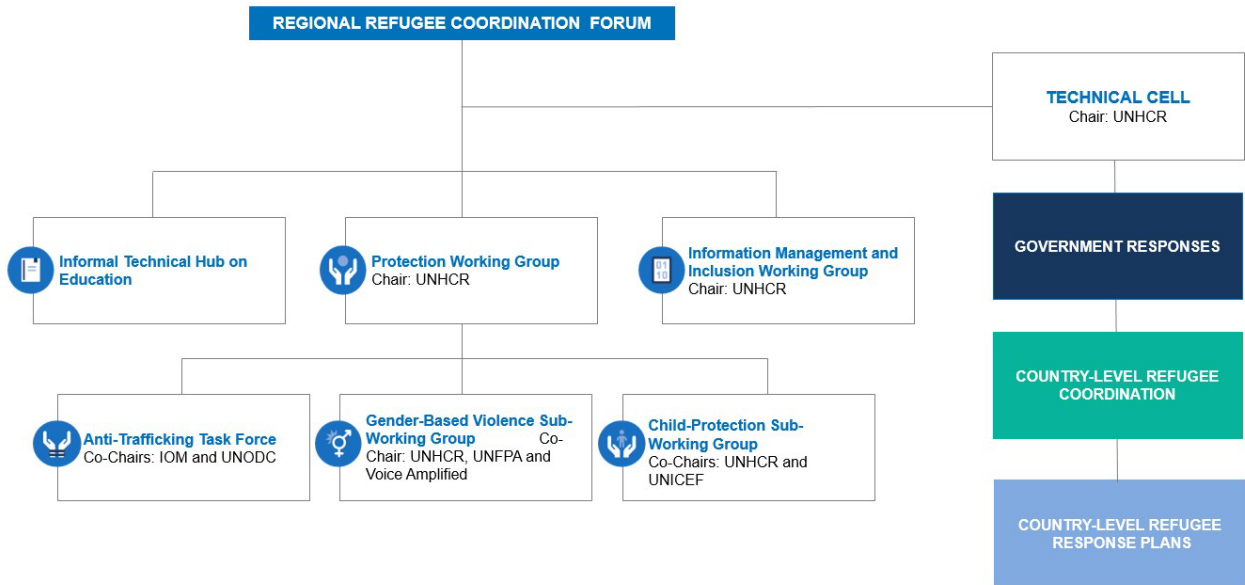 REGIONAL REFUGEE COORDINATION FORUM
TECHNICAL CELL
Chair: UNHCR
GOVERNMENT RESPONSES
COUNTRY-LEVEL REFUGEE
COORDINATION
COUNTRY-LEVEL REFUGEE
RESPONSE PLANS
Informal Technical Hub on
Education
Protection Working Group
Chair: UNHCR
01
10
Information Management and
Inclusion Working Group
Chair: UNHCR
Anti-Trafficking Task Force
Co-Chairs: IOM and UNODC
Gender-Based Violence Sub-
Working Group Co-
Chair: UNHCR, UNFPA and
Voice Amplified
Child-Protection Sub-
Working Group
Co-Chairs: UNHCR and
UNICEF